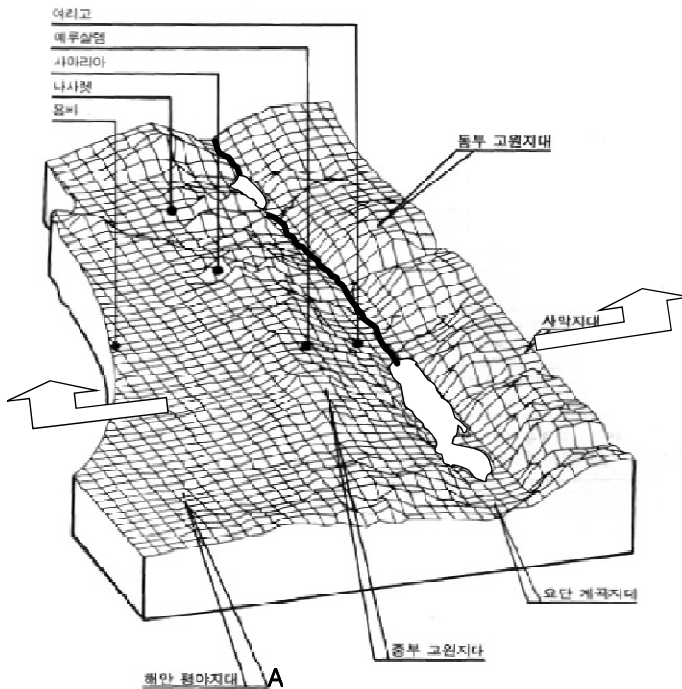 여리고
예루살렘
사마리아
나사렛
욥바
동부 고원지대
사막지대
요단 계곡지대
중부 고원지대
해안 평야지대
A